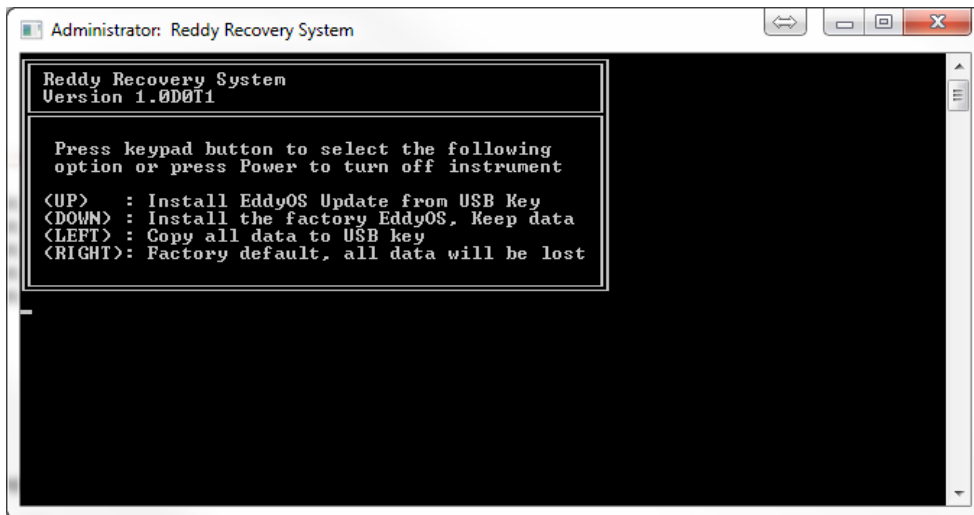 Administrator: Reddy Recovery System
Reddy Recovery System
Version 1.0D0T1
Press keypad button to select the following
option or press Power to turn off instrument
(UP) : Install EddyOS Update from USB Key
(DOWN) : Install the factory EddyOS, Keep data
(LEFT) : Copy all data to USB key
(RIGHT): Factory default, all data will be lost